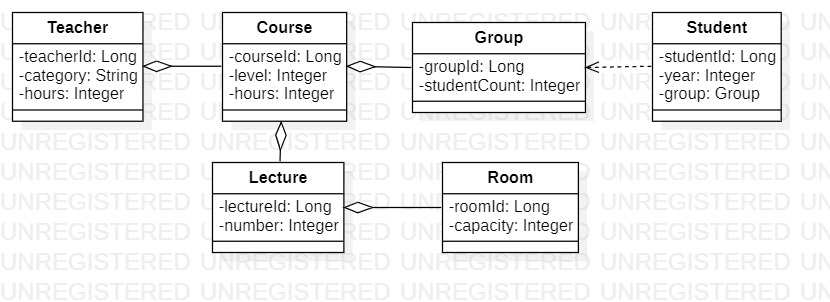 Teacher
-teacherId: Long
-category: String
-hours: Integer
Course
-courseId: Long
-level: Integer
-hours: Integer
Group
-groupId: Long
-studentCount: Integer
Student
-studentId: Long
-year: Integer
-group: Group
Lecture
-lectureId: Long
-number: Integer
Room
-roomId: Long
-capacity: Integer
UNREGISTERED UNREGISTERED UNREGISTERED UNREGISTERED